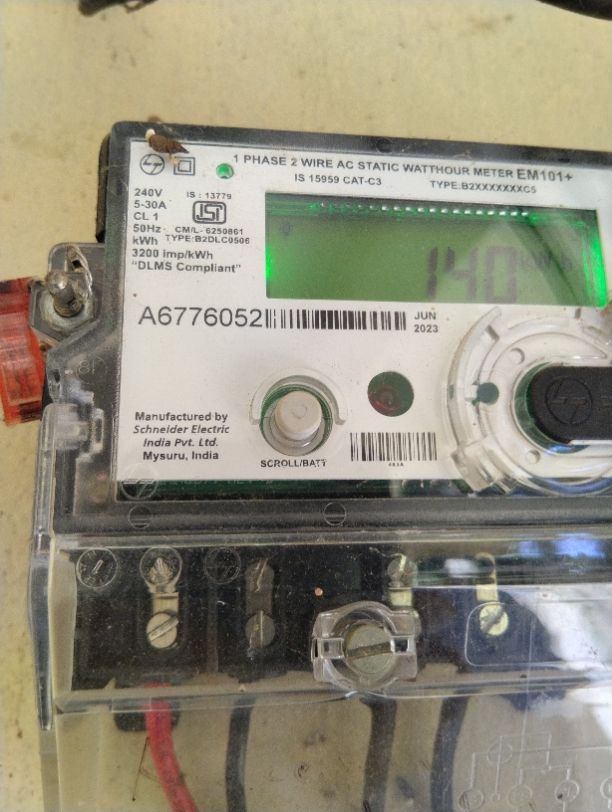 1 PHASE 2 WIRE AC STATIC WATTHOUR METER EM101+
IS 15959 CAT-C3 TYPE:B2XXXXXXXC5
240V IS : 13779
5-30A
CL 1
50Hz CM/L- 6250861
kWh TYPE:B2DLC0506
3200 imp/kWh
"DLMS Compliant"
140
A6776052
JUN
2023
Manufactured by
Schneider Electric
India Pvt. Ltd.
Mysuru, India
SCROLL/BATT